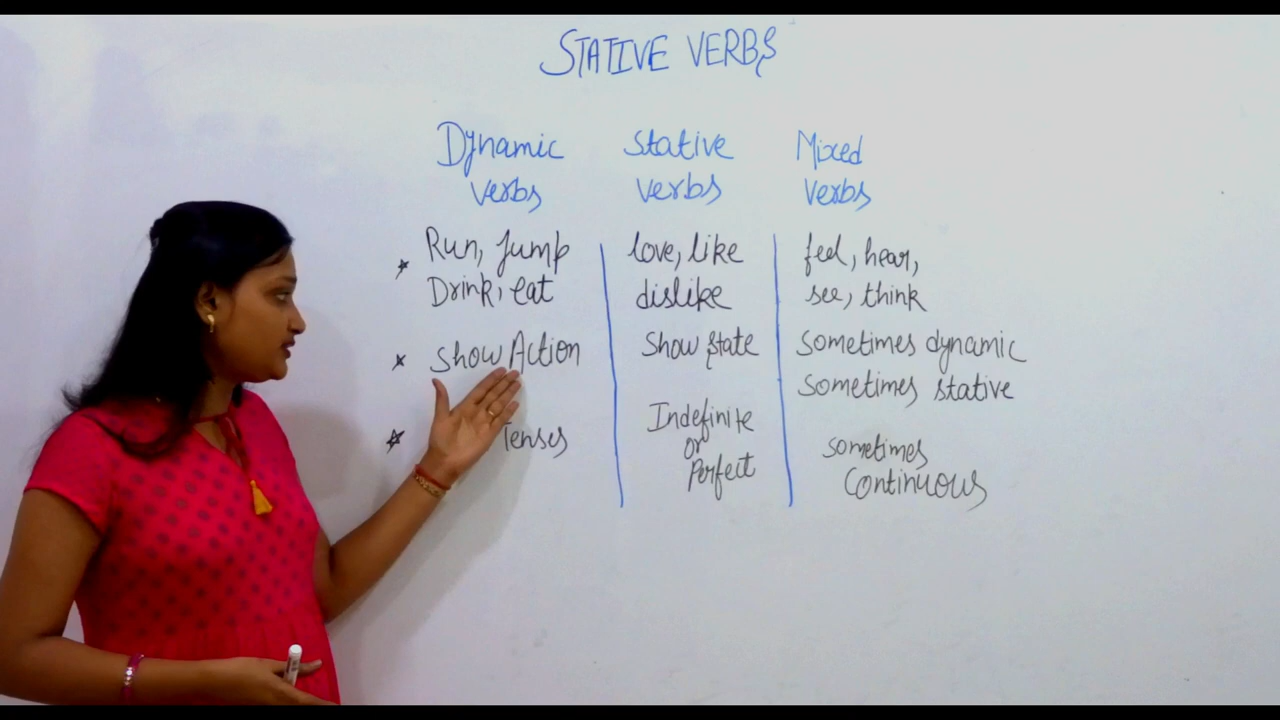 STATIVE VERBS
Dynamic
verbs
Run, Jump
Drink, eat
Show Action
Tenses
Stative
verbs
love, like
dislike
Show state
Indefinite
or
Perfect
Mixed
Verbs
feel, hear,
see, think
Sometimes dynamic
Sometimes stative
sometimes
Continuous